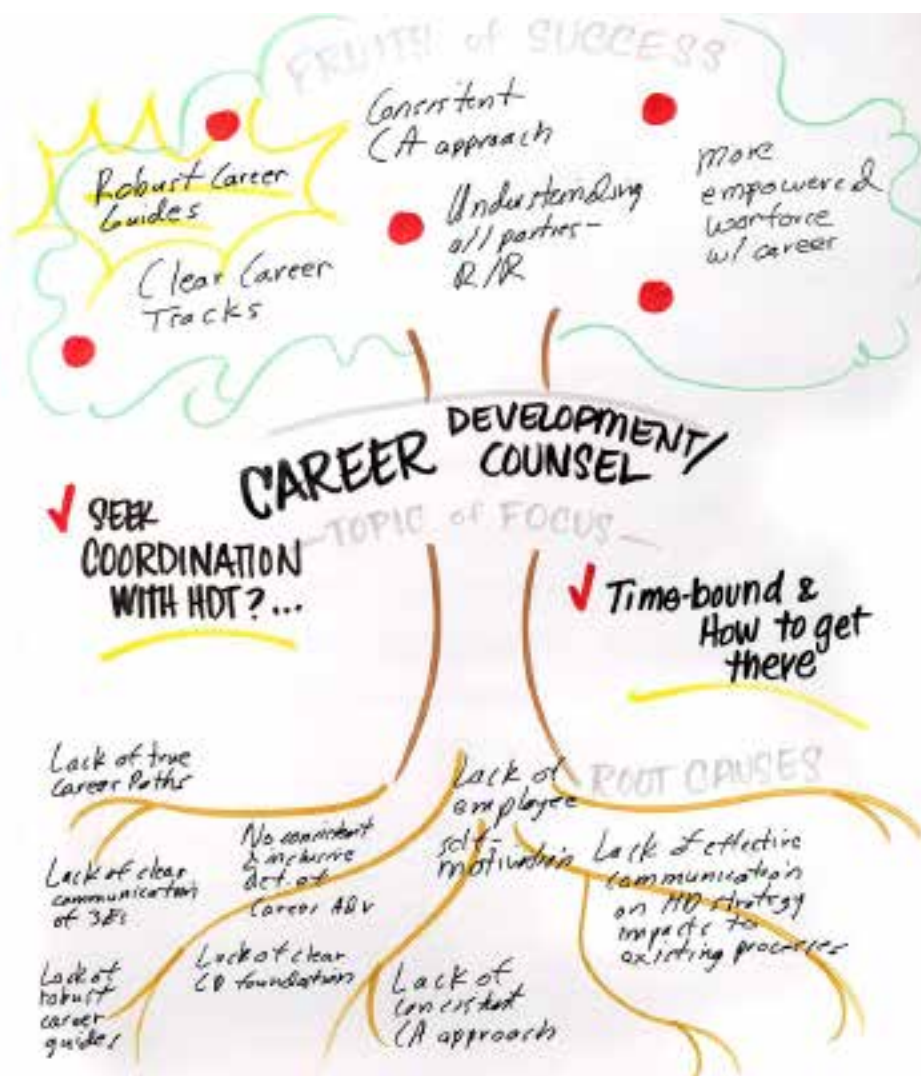 FRUITS of SUCCESS
Robust Career
Guides
Clear Career
Tracks
Consistent
CA approach
Understanding
all parties-
R/R
More
empowered
workforce
w/ career
CAREER DEVELOPMENT/
COUNSEL
-TOPIC of FOCUS-
SEEK
COORDINATION
WITH HDT?...
Time-bound &
How to get
there
ROOT CAUSES
Lack of true
Career Paths
Lack of clear
communication
of 3Es
Lack of
robust
career
guides
No consistent
& inclusive
def. of
Career ADV
Lack of clear
CD foundation
Lack of
employee
self-
motivation
Lack of
consistent
CA approach
Lack of effective
communication
on HD strategy
impacts to
existing processes